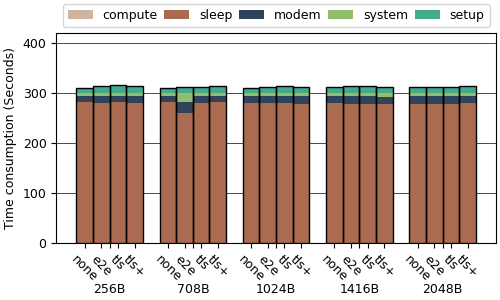 compute sleep modem system setup
Time consumption (Seconds)
400
300
200
100
0
none e2e tls tls+ none e2e tls tls+ none e2e tls tls+ none e2e tls tls+ none e2e tls tls+
256B 708B 1024B 1416B 2048B